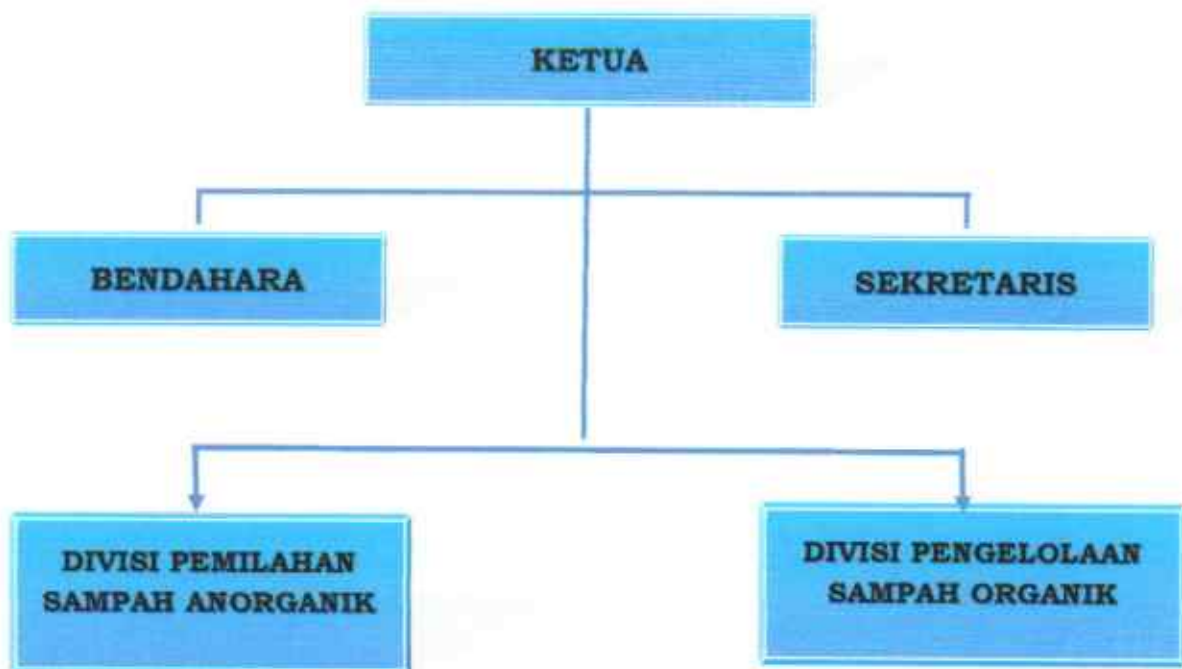 KETUA
BENDAHARA
SEKRETARIS
DIVISI PEMILAHAN
SAMPAH ANORGANIK
DIVISI PENGELOLAAN
SAMPAH ORGANIK